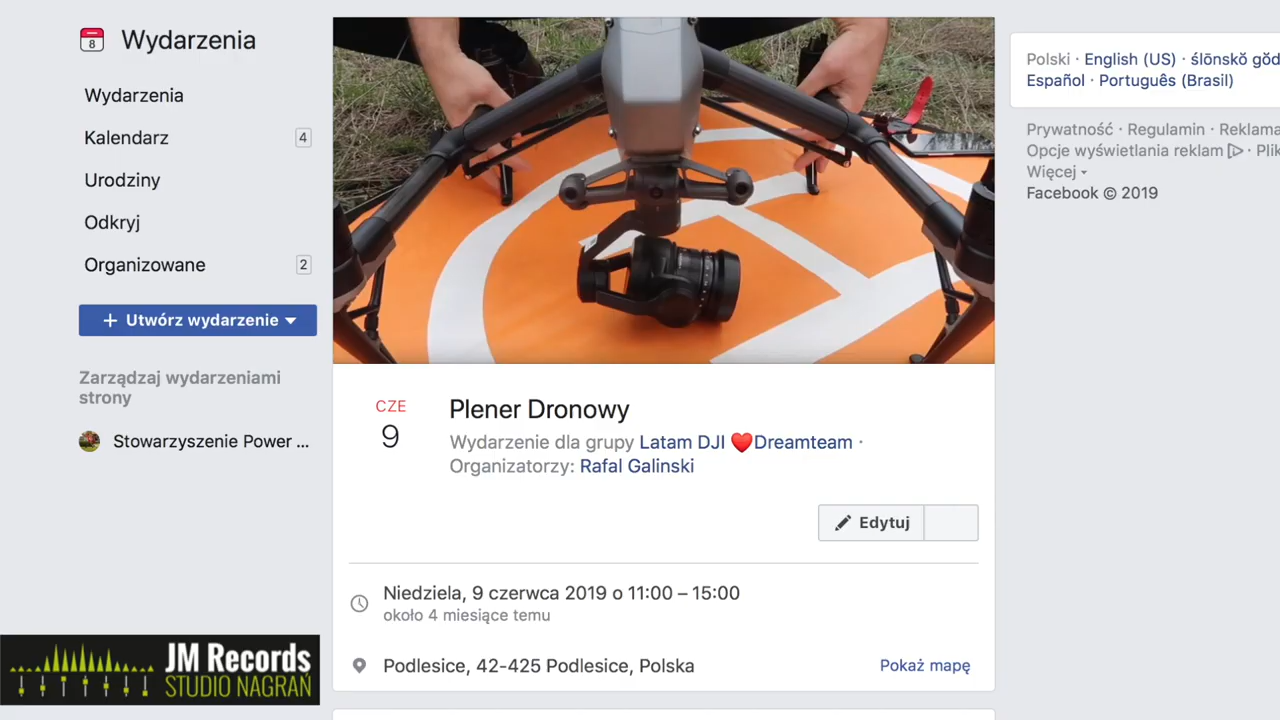 8
Wydarzenia
Wydarzenia
Kalendarz 4
Urodziny
Odkryj
Organizowane 2
+ Utwórz wydarzenie
Zarządzaj wydarzeniami
strony
Stowarzyszenie Power ...
CZE
9
Plener Dronowy
Wydarzenie dla grupy Latam DJI ❤️Dreamteam ·
Organizatorzy: Rafal Galinski
Edytuj
Niedziela, 9 czerwca 2019 o 11:00 – 15:00
około 4 miesiące temu
Podlesice, 42-425 Podlesice, Polska
Pokaż mapę
Polski · English (US) · ślōnskŏ gŏd
Español · Português (Brasil)
Prywatność · Regulamin · Reklama
Opcje wyświetlania reklam · Plik
Więcej
Facebook © 2019
JM Records
STUDIO NAGRAŃ